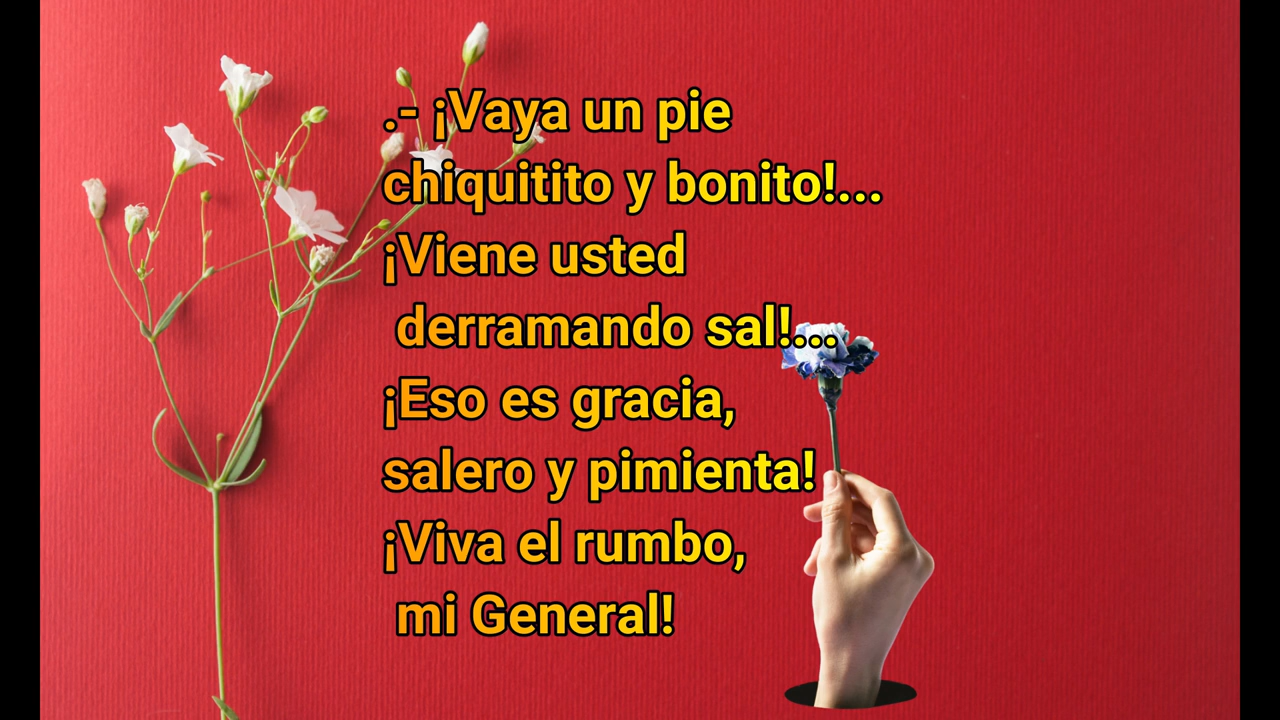 .- ¡Vaya un pie
chiquitito y bonito!...
¡Viene usted
derramando sal!...
¡Eso es gracia,
salero y pimienta!
¡Viva el rumbo,
mi General!